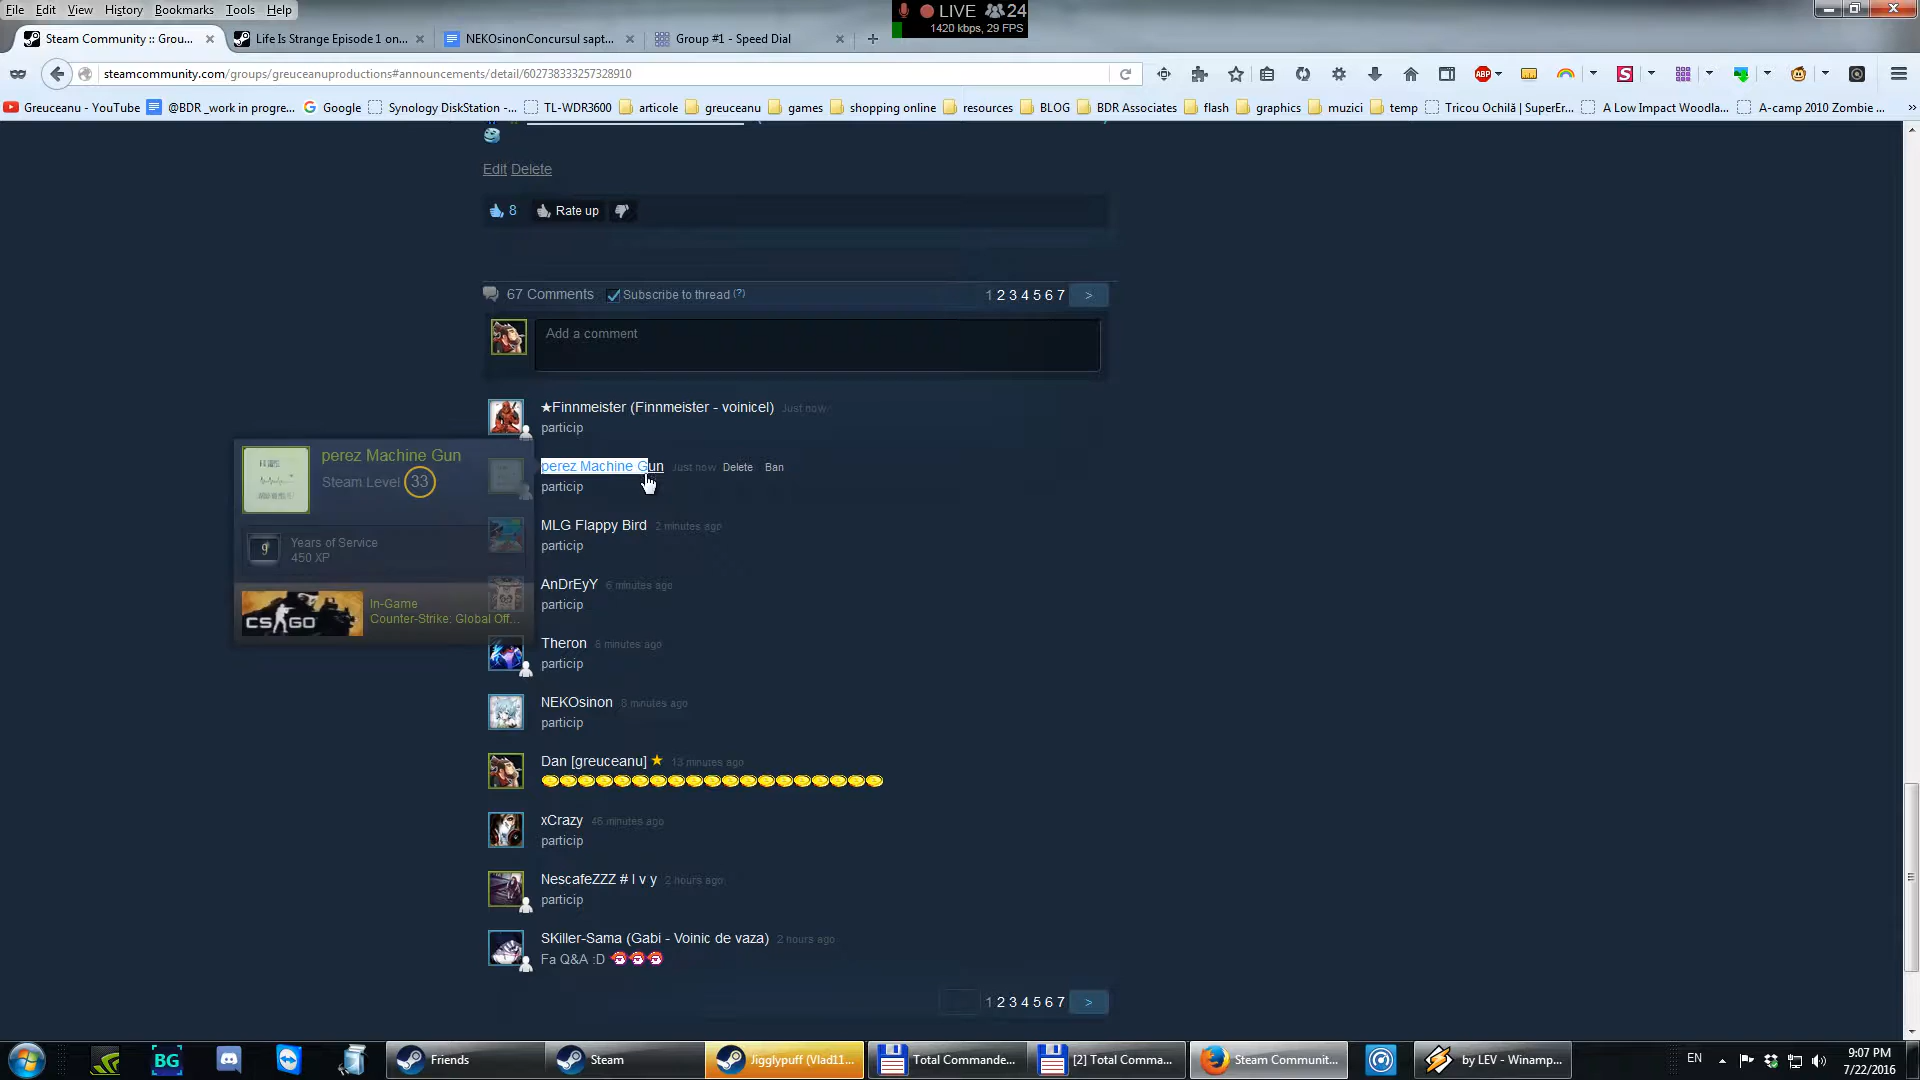 File Edit View History Bookmarks Tools Help
LIVE 24
1420 kbps, 29 FPS
Steam Community :: Grou... × Life Is Strange Episode 1 on... × NEKOsinonConcursul sapt... × Group #1 - Speed Dial × +
steamcommunity.com/groups/greuceanuproductions#announcements/detail/602738333257328910
Greuceanu - YouTube @BDR _work in progre... Google Synology DiskStation -... TL-WDR3600 articole greuceanu games shopping online resources BLOG BDR Associates flash graphics muzici temp Tricou Ochilă | SuperEr... A Low Impact Woodla... A-camp 2010 Zombie ... »
Edit Delete
8 Rate up
67 Comments Subscribe to thread (?) 1 2 3 4 5 6 7 >
Add a comment
★Finnmeister (Finnmeister - voinicel) Just now
particip
perez Machine Gun
Steam Level 33
Years of Service
450 XP
In-Game
Counter-Strike: Global Off...
CS GO
perez Machine Gun Just now Delete Ban
particip
MLG Flappy Bird 2 minutes ago
particip
AnDrEyY 6 minutes ago
particip
Theron 8 minutes ago
particip
NEKOsinon 8 minutes ago
particip
Dan [greuceanu] ★ 13 minutes ago
xCrazy 46 minutes ago
particip
NescafeZZZ # l v y 2 hours ago
particip
SKiller-Sama (Gabi - Voinic de vaza) 2 hours ago
Fa Q&A :D
1 2 3 4 5 6 7 >
BG Friends Steam Jigglypuff (Vlad11... Total Commande... [2] Total Comma... Steam Communit... by LEV - Winamp... EN 9:07 PM
7/22/2016